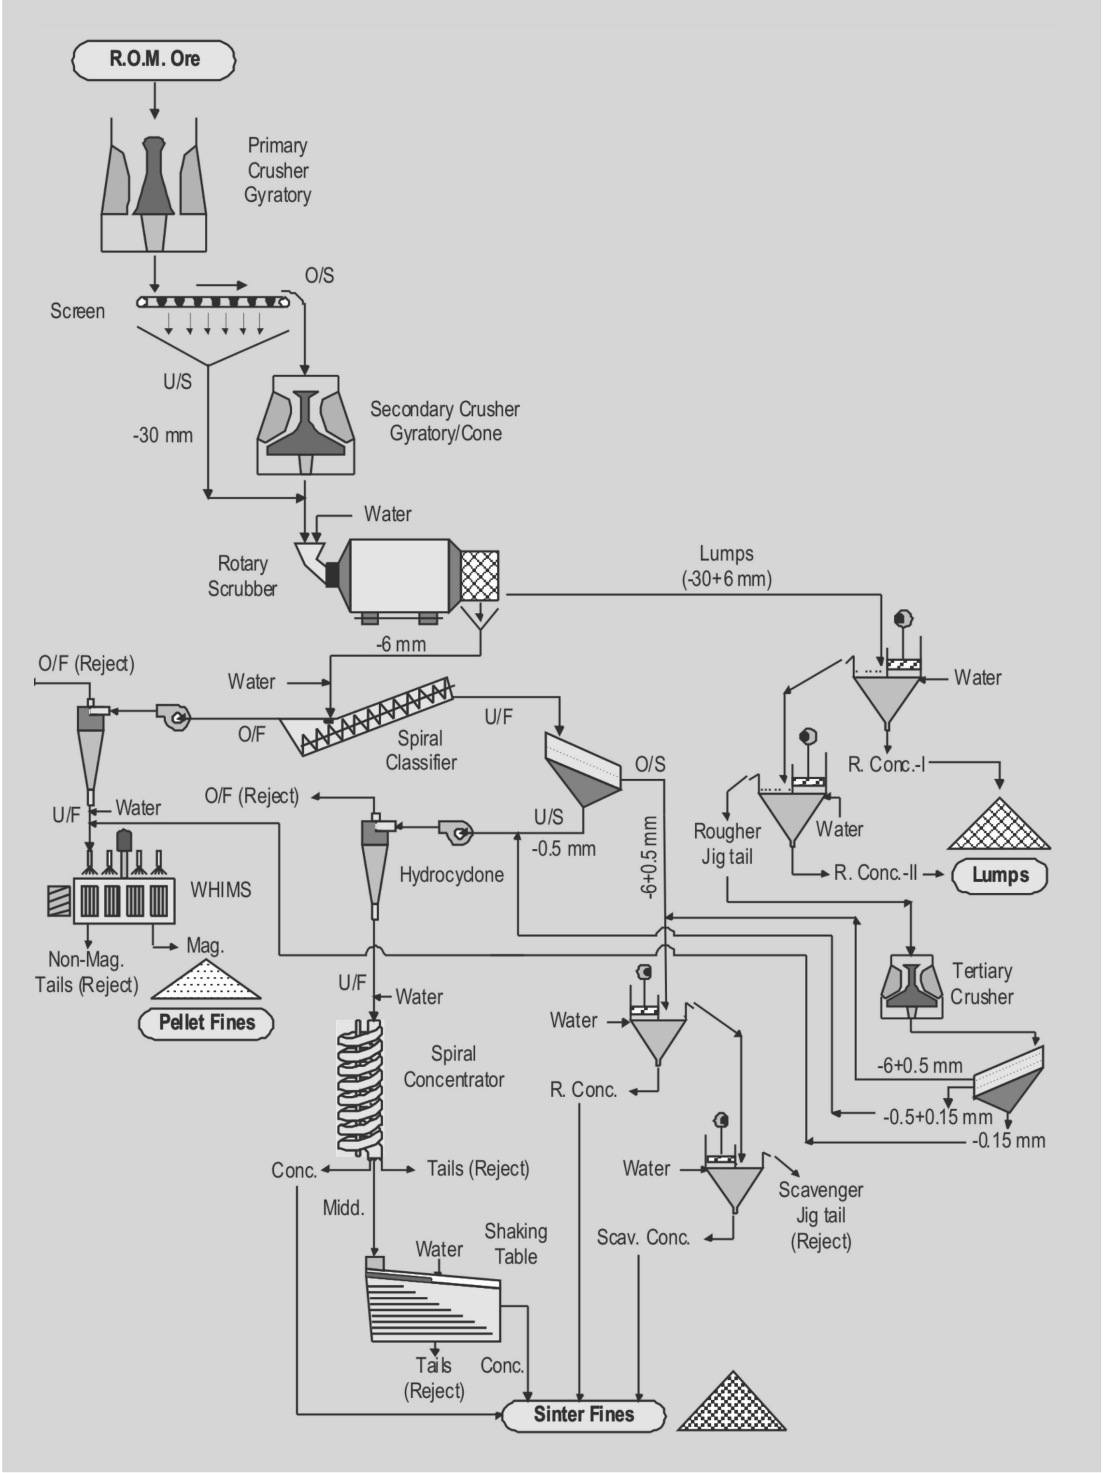 R.O.M. Ore
Primary
Crusher
Gyratory
O/S
Screen
U/S
-30 mm
Secondary Crusher
Gyratory/Cone
Water
Rotary
Scrubber
Lumps
(-30+6 mm)
-6 mm
O/F (Reject)
Water
O/F
U/F
Spiral
Classifier
Water
R. Conc.-I
O/S
U/S
-0.5 mm
-6+0.5 mm
O/F (Reject)
U/F
Water
Hydrocyclone
Rougher
Jig tail
Water
R. Conc.-II
Lumps
WHIMS
Non-Mag.
Tails (Reject)
Mag.
Pellet Fines
U/F
Water
Spiral
Concentrator
Water
R. Conc.
Tertiary
Crusher
-6+0.5 mm
-0.5+0.15 mm
-0.15 mm
Conc.
Tails (Reject)
Midd.
Water
Scavenger
Jig tail
(Reject)
Scav. Conc.
Water
Shaking
Table
Tails
(Reject)
Conc.
Sinter Fines